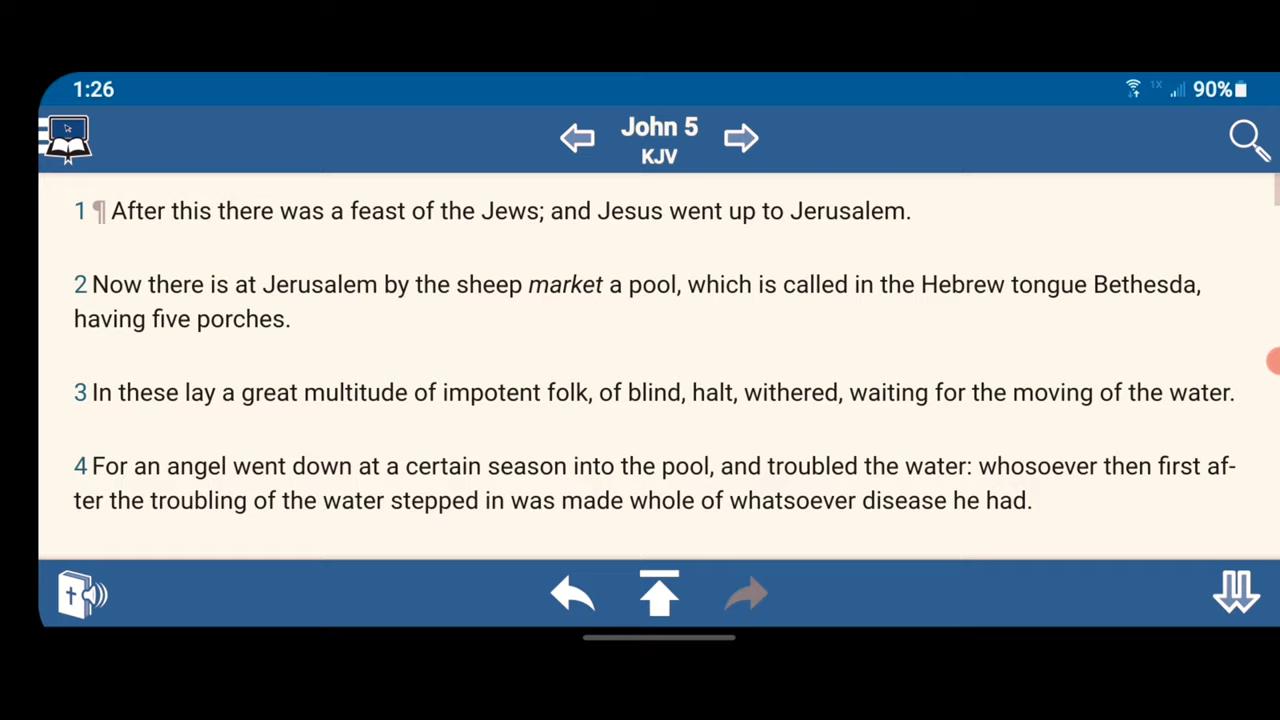 1:26
1X
90%
John 5
KJV
1 ¶ After this there was a feast of the Jews; and Jesus went up to Jerusalem.
2 Now there is at Jerusalem by the sheep market a pool, which is called in the Hebrew tongue Bethesda,
having five porches.
3 In these lay a great multitude of impotent folk, of blind, halt, withered, waiting for the moving of the water.
4 For an angel went down at a certain season into the pool, and troubled the water: whosoever then first af-
ter the troubling of the water stepped in was made whole of whatsoever disease he had.